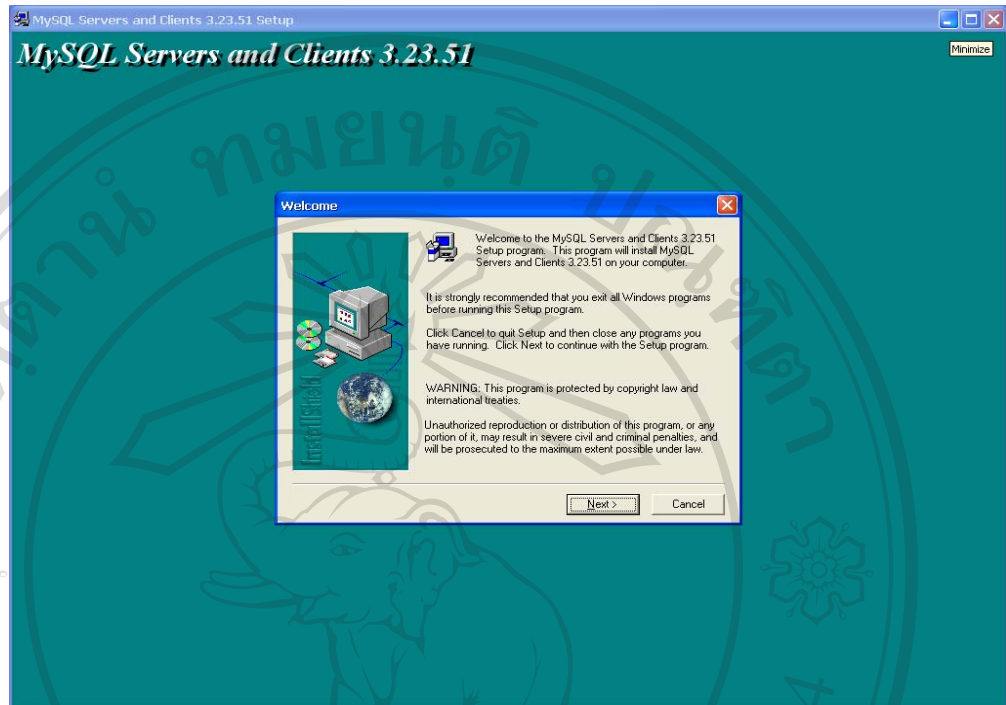 MySQL Servers and Clients 3.23.51 Setup
MySQL Servers and Clients 3.23.51
Minimize
Welcome
Welcome to the MySQL Servers and Clients 3.23.51
Setup program. This program will install MySQL
Servers and Clients 3.23.51 on your computer.
It is strongly recommended that you exit all Windows programs
before running this Setup program.
Click Cancel to quit Setup and then close any programs you
have running. Click Next to continue with the Setup program.
WARNING: This program is protected by copyright law and
international treaties.
Unauthorized reproduction or distribution of this program, or any
portion of it, may result in severe civil and criminal penalties, and
will be prosecuted to the maximum extent possible under law.
InstallShield
Next >
Cancel
ทมยนฺติ